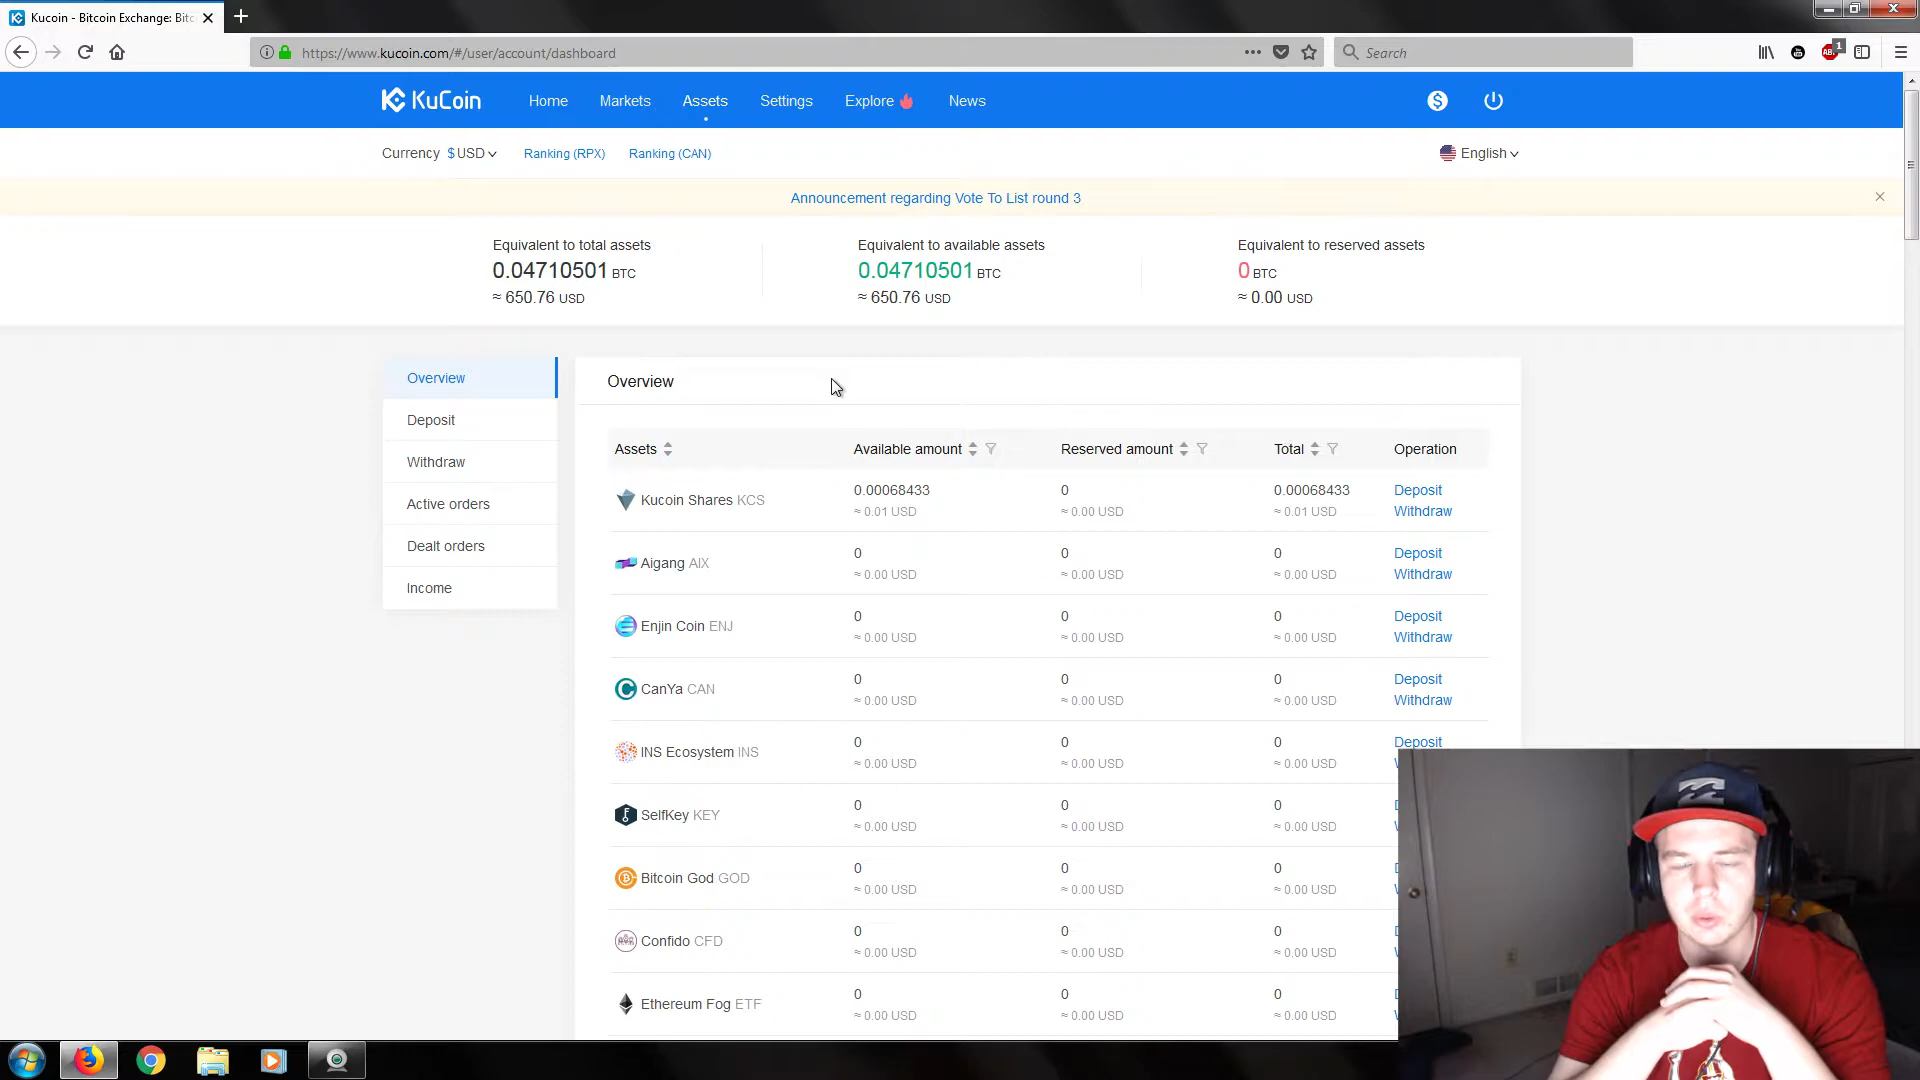 Kucoin - Bitcoin Exchange: Bitc
https://www.kucoin.com/#/user/account/dashboard
Search
1
KuCoin
Home
Markets
Assets
Settings
Explore
News
Currency $ USD
Ranking (RPX)
Ranking (CAN)
English
Announcement regarding Vote To List round 3
Equivalent to total assets
0.04710501 BTC
≈ 650.76 USD
Equivalent to available assets
0.04710501 BTC
≈ 650.76 USD
Equivalent to reserved assets
0 BTC
≈ 0.00 USD
Overview
Deposit
Withdraw
Active orders
Dealt orders
Income
Overview
Assets Available amount Reserved amount Total Operation
Kucoin Shares KCS
0.00068433 0 0.00068433 Deposit
≈ 0.01 USD ≈ 0.00 USD ≈ 0.01 USD Withdraw
Aigang AIX
0 0 0 Deposit
≈ 0.00 USD ≈ 0.00 USD ≈ 0.00 USD Withdraw
Enjin Coin ENJ
0 0 0 Deposit
≈ 0.00 USD ≈ 0.00 USD ≈ 0.00 USD Withdraw
CanYa CAN
0 0 0 Deposit
≈ 0.00 USD ≈ 0.00 USD ≈ 0.00 USD Withdraw
INS Ecosystem INS
0 0 0 Deposit
≈ 0.00 USD ≈ 0.00 USD ≈ 0.00 USD
SelfKey KEY
0 0 0
≈ 0.00 USD ≈ 0.00 USD ≈ 0.00 USD
Bitcoin God GOD
0 0 0
≈ 0.00 USD ≈ 0.00 USD ≈ 0.00 USD
Confido CFD
0 0 0
≈ 0.00 USD ≈ 0.00 USD ≈ 0.00 USD
Ethereum Fog ETF
0 0 0
≈ 0.00 USD ≈ 0.00 USD ≈ 0.00 USD